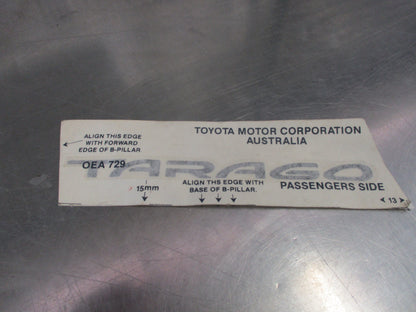 TOYOTA MOTOR CORPORATION
AUSTRALIA
ALIGN THIS EDGE
WITH FORWARD
EDGE OF B-PILLAR
OEA 729
TARAGO
15mm
ALIGN THIS EDGE WITH
BASE OF B-PILLAR.
PASSENGERS SIDE
13